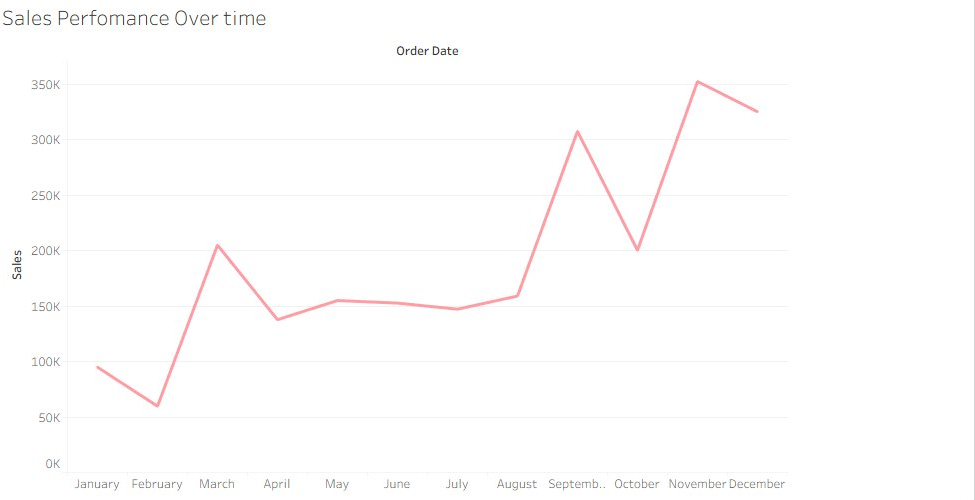 Sales Perfomance Over time
Order Date
350K
300K
250K
200K
150K
100K
50K
0K
Sales
January February March April May June July August Septemb.. October November December